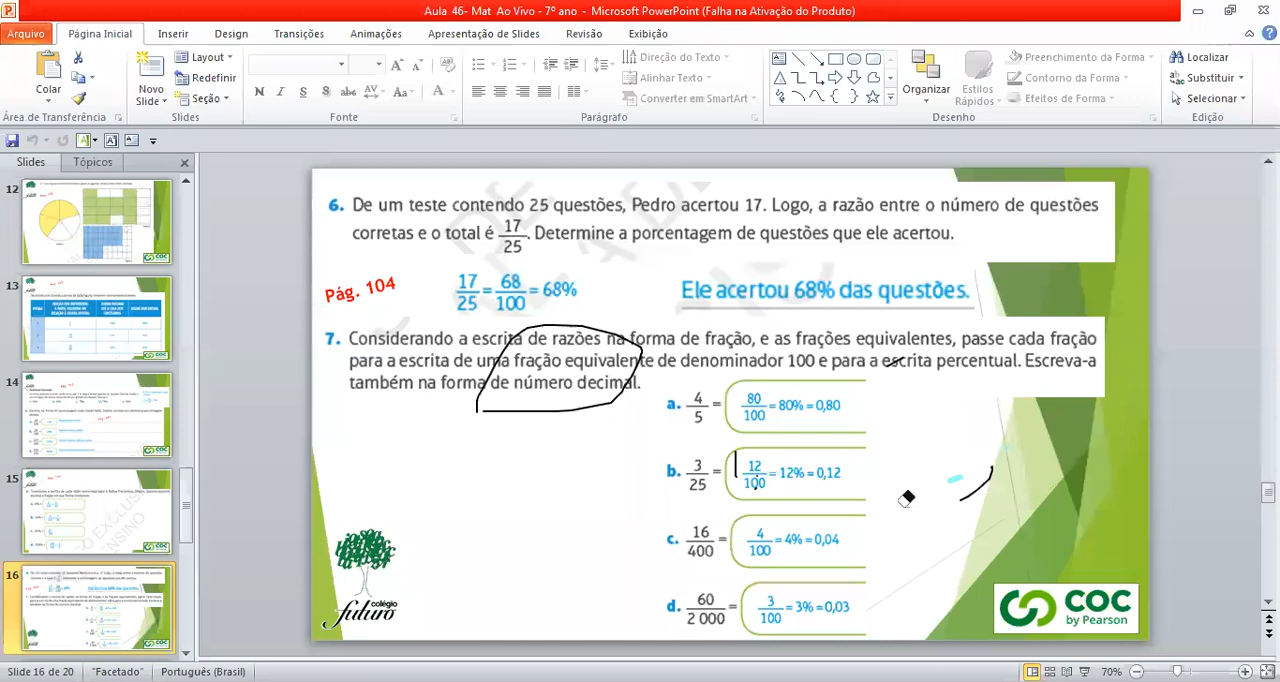 Aula 46- Mat Ao Vivo - 7º ano - Microsoft PowerPoint (Falha na Ativação do Produto)
Arquivo Página Inicial Inserir Design Transições Animações Apresentação de Slides Revisão Exibição
Colar
Novo Slide
Layout
Redefinir
Seção
Direção do Texto
Alinhar Texto
Converter em SmartArt
Organizar
Estilos Rápidos
Preenchimento da Forma
Contorno da Forma
Efeitos de Forma
Localizar
Substituir
Selecionar
Área de Transferência Slides Fonte Parágrafo Desenho Edição
Slides Tópicos
12
13
14
15
16
6. De um teste contendo 25 questões, Pedro acertou 17. Logo, a razão entre o número de questões
corretas e o total é 17/25. Determine a porcentagem de questões que ele acertou.
Pág. 104
17/25 = 68/100 = 68%
Ele acertou 68% das questões.
7. Considerando a escrita de razões na forma de fração, e as frações equivalentes, passe cada fração
para a escrita de uma fração equivalente de denominador 100 e para a escrita percentual. Escreva-a
também na forma de número decimal.
a. 4/5 = 80/100 = 80% = 0,80
b. 3/25 = 12/100 = 12% = 0,12
c. 16/400 = 4/100 = 4% = 0,04
d. 60/2 000 = 3/100 = 3% = 0,03
colégio
futuro
COC
by Pearson
Slide 16 de 20 "Facetado" Português (Brasil) 70%